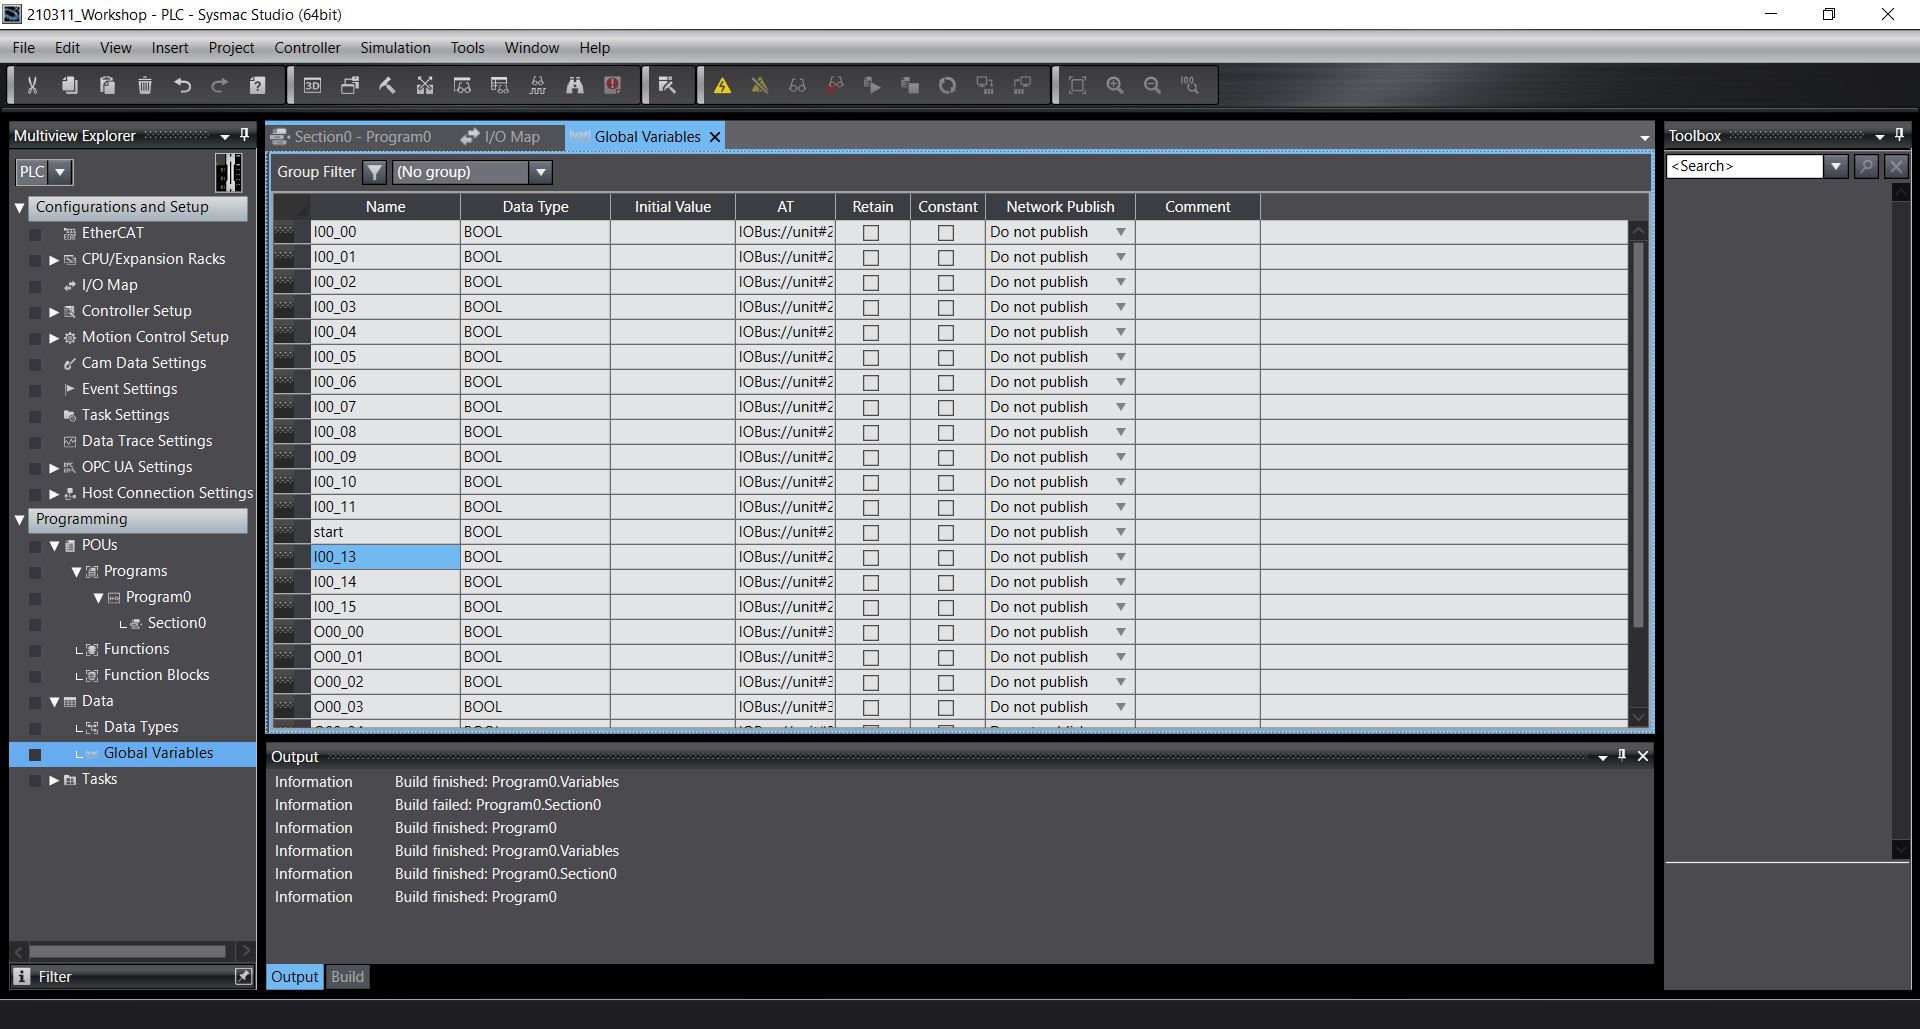 210311_Workshop - PLC - Sysmac Studio (64bit)
File Edit View Insert Project Controller Simulation Tools Window Help
3D
100
Multiview Explorer
PLC
Configurations and Setup
EtherCAT
CPU/Expansion Racks
I/O Map
Controller Setup
Motion Control Setup
Cam Data Settings
Event Settings
Task Settings
Data Trace Settings
OPC UA Settings
Host Connection Settings
Programming
POUs
Programs
Program0
Section0
Functions
Function Blocks
Data
Data Types
Global Variables
Tasks
Filter
Section0 - Program0 I/O Map Global Variables
Group Filter (No group)
Name Data Type Initial Value AT Retain Constant Network Publish Comment
I00_00 BOOL IOBus://unit#2 Do not publish
I00_01 BOOL IOBus://unit#2 Do not publish
I00_02 BOOL IOBus://unit#2 Do not publish
I00_03 BOOL IOBus://unit#2 Do not publish
I00_04 BOOL IOBus://unit#2 Do not publish
I00_05 BOOL IOBus://unit#2 Do not publish
I00_06 BOOL IOBus://unit#2 Do not publish
I00_07 BOOL IOBus://unit#2 Do not publish
I00_08 BOOL IOBus://unit#2 Do not publish
I00_09 BOOL IOBus://unit#2 Do not publish
I00_10 BOOL IOBus://unit#2 Do not publish
I00_11 BOOL IOBus://unit#2 Do not publish
start BOOL IOBus://unit#2 Do not publish
I00_13 BOOL IOBus://unit#2 Do not publish
I00_14 BOOL IOBus://unit#2 Do not publish
I00_15 BOOL IOBus://unit#2 Do not publish
O00_00 BOOL IOBus://unit#3 Do not publish
O00_01 BOOL IOBus://unit#3 Do not publish
O00_02 BOOL IOBus://unit#3 Do not publish
O00_03 BOOL IOBus://unit#3 Do not publish
Output
Information Build finished: Program0.Variables
Information Build failed: Program0.Section0
Information Build finished: Program0
Information Build finished: Program0.Variables
Information Build finished: Program0.Section0
Information Build finished: Program0
Output Build
Toolbox
<Search>